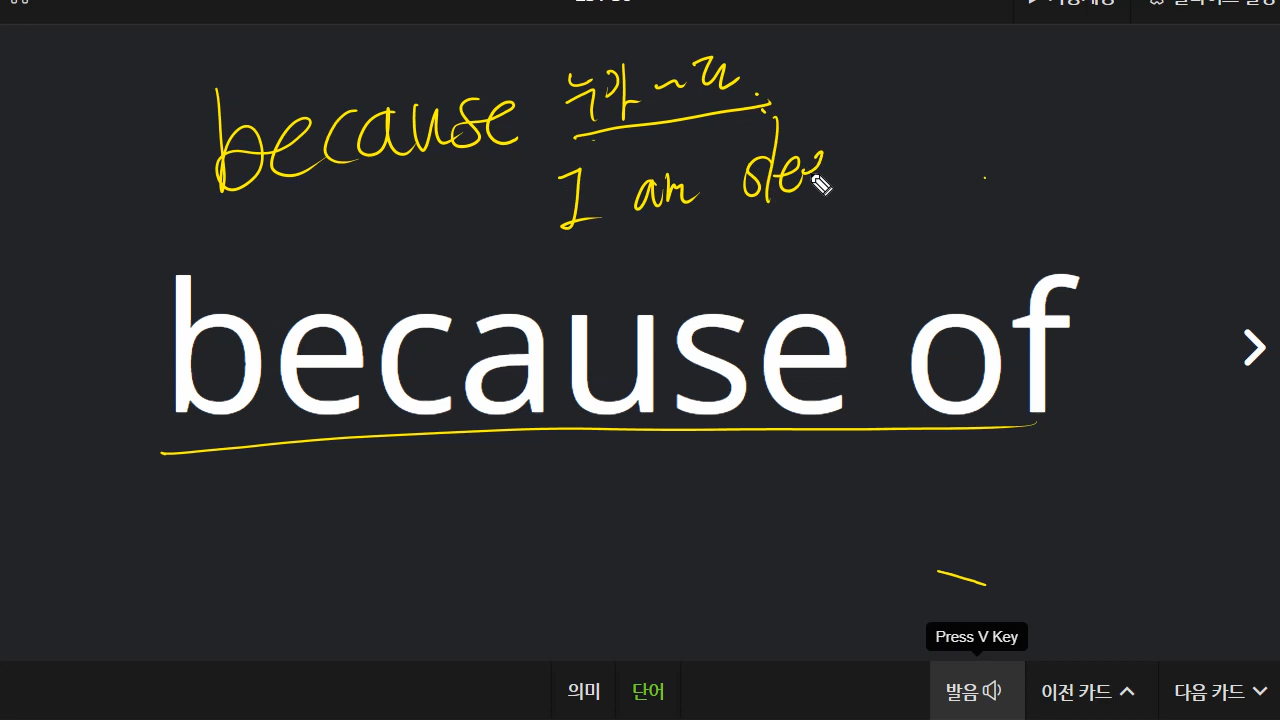 because 누가 ~다.
I am
because of
Press V Key
의미 단어 발음 이전 카드 다음 카드